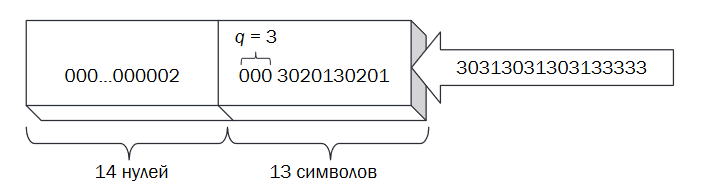 q = 3
000...000002
000 3020130201
30313031303133333
14 нулей
13 символов